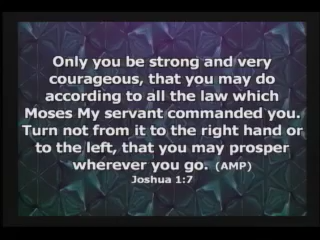 Only you be strong and very
courageous, that you may do
according to all the law which
Moses My servant commanded you.
Turn not from it to the right hand or
to the left, that you may prosper
wherever you go. (AMP)
Joshua 1:7